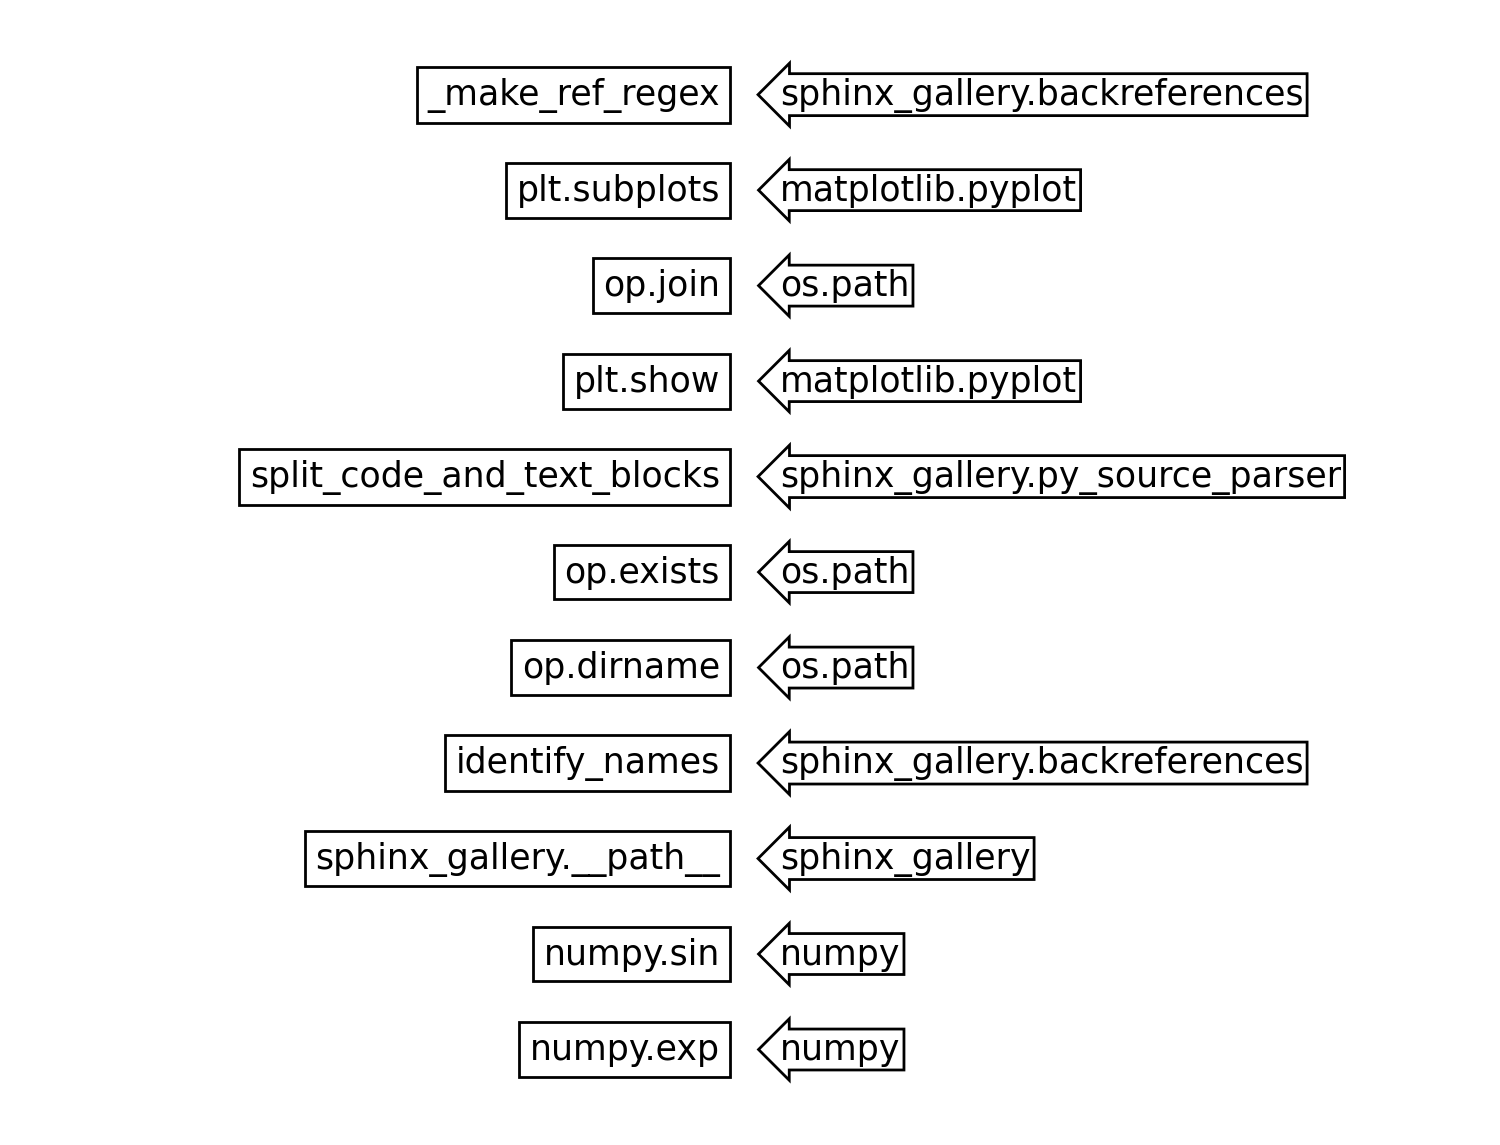 _make_ref_regex sphinx_gallery.backreferences
plt.subplots matplotlib.pyplot
op.join os.path
plt.show matplotlib.pyplot
split_code_and_text_blocks sphinx_gallery.py_source_parser
op.exists os.path
op.dirname os.path
identify_names sphinx_gallery.backreferences
sphinx_gallery.__path__ sphinx_gallery
numpy.sin numpy
numpy.exp numpy